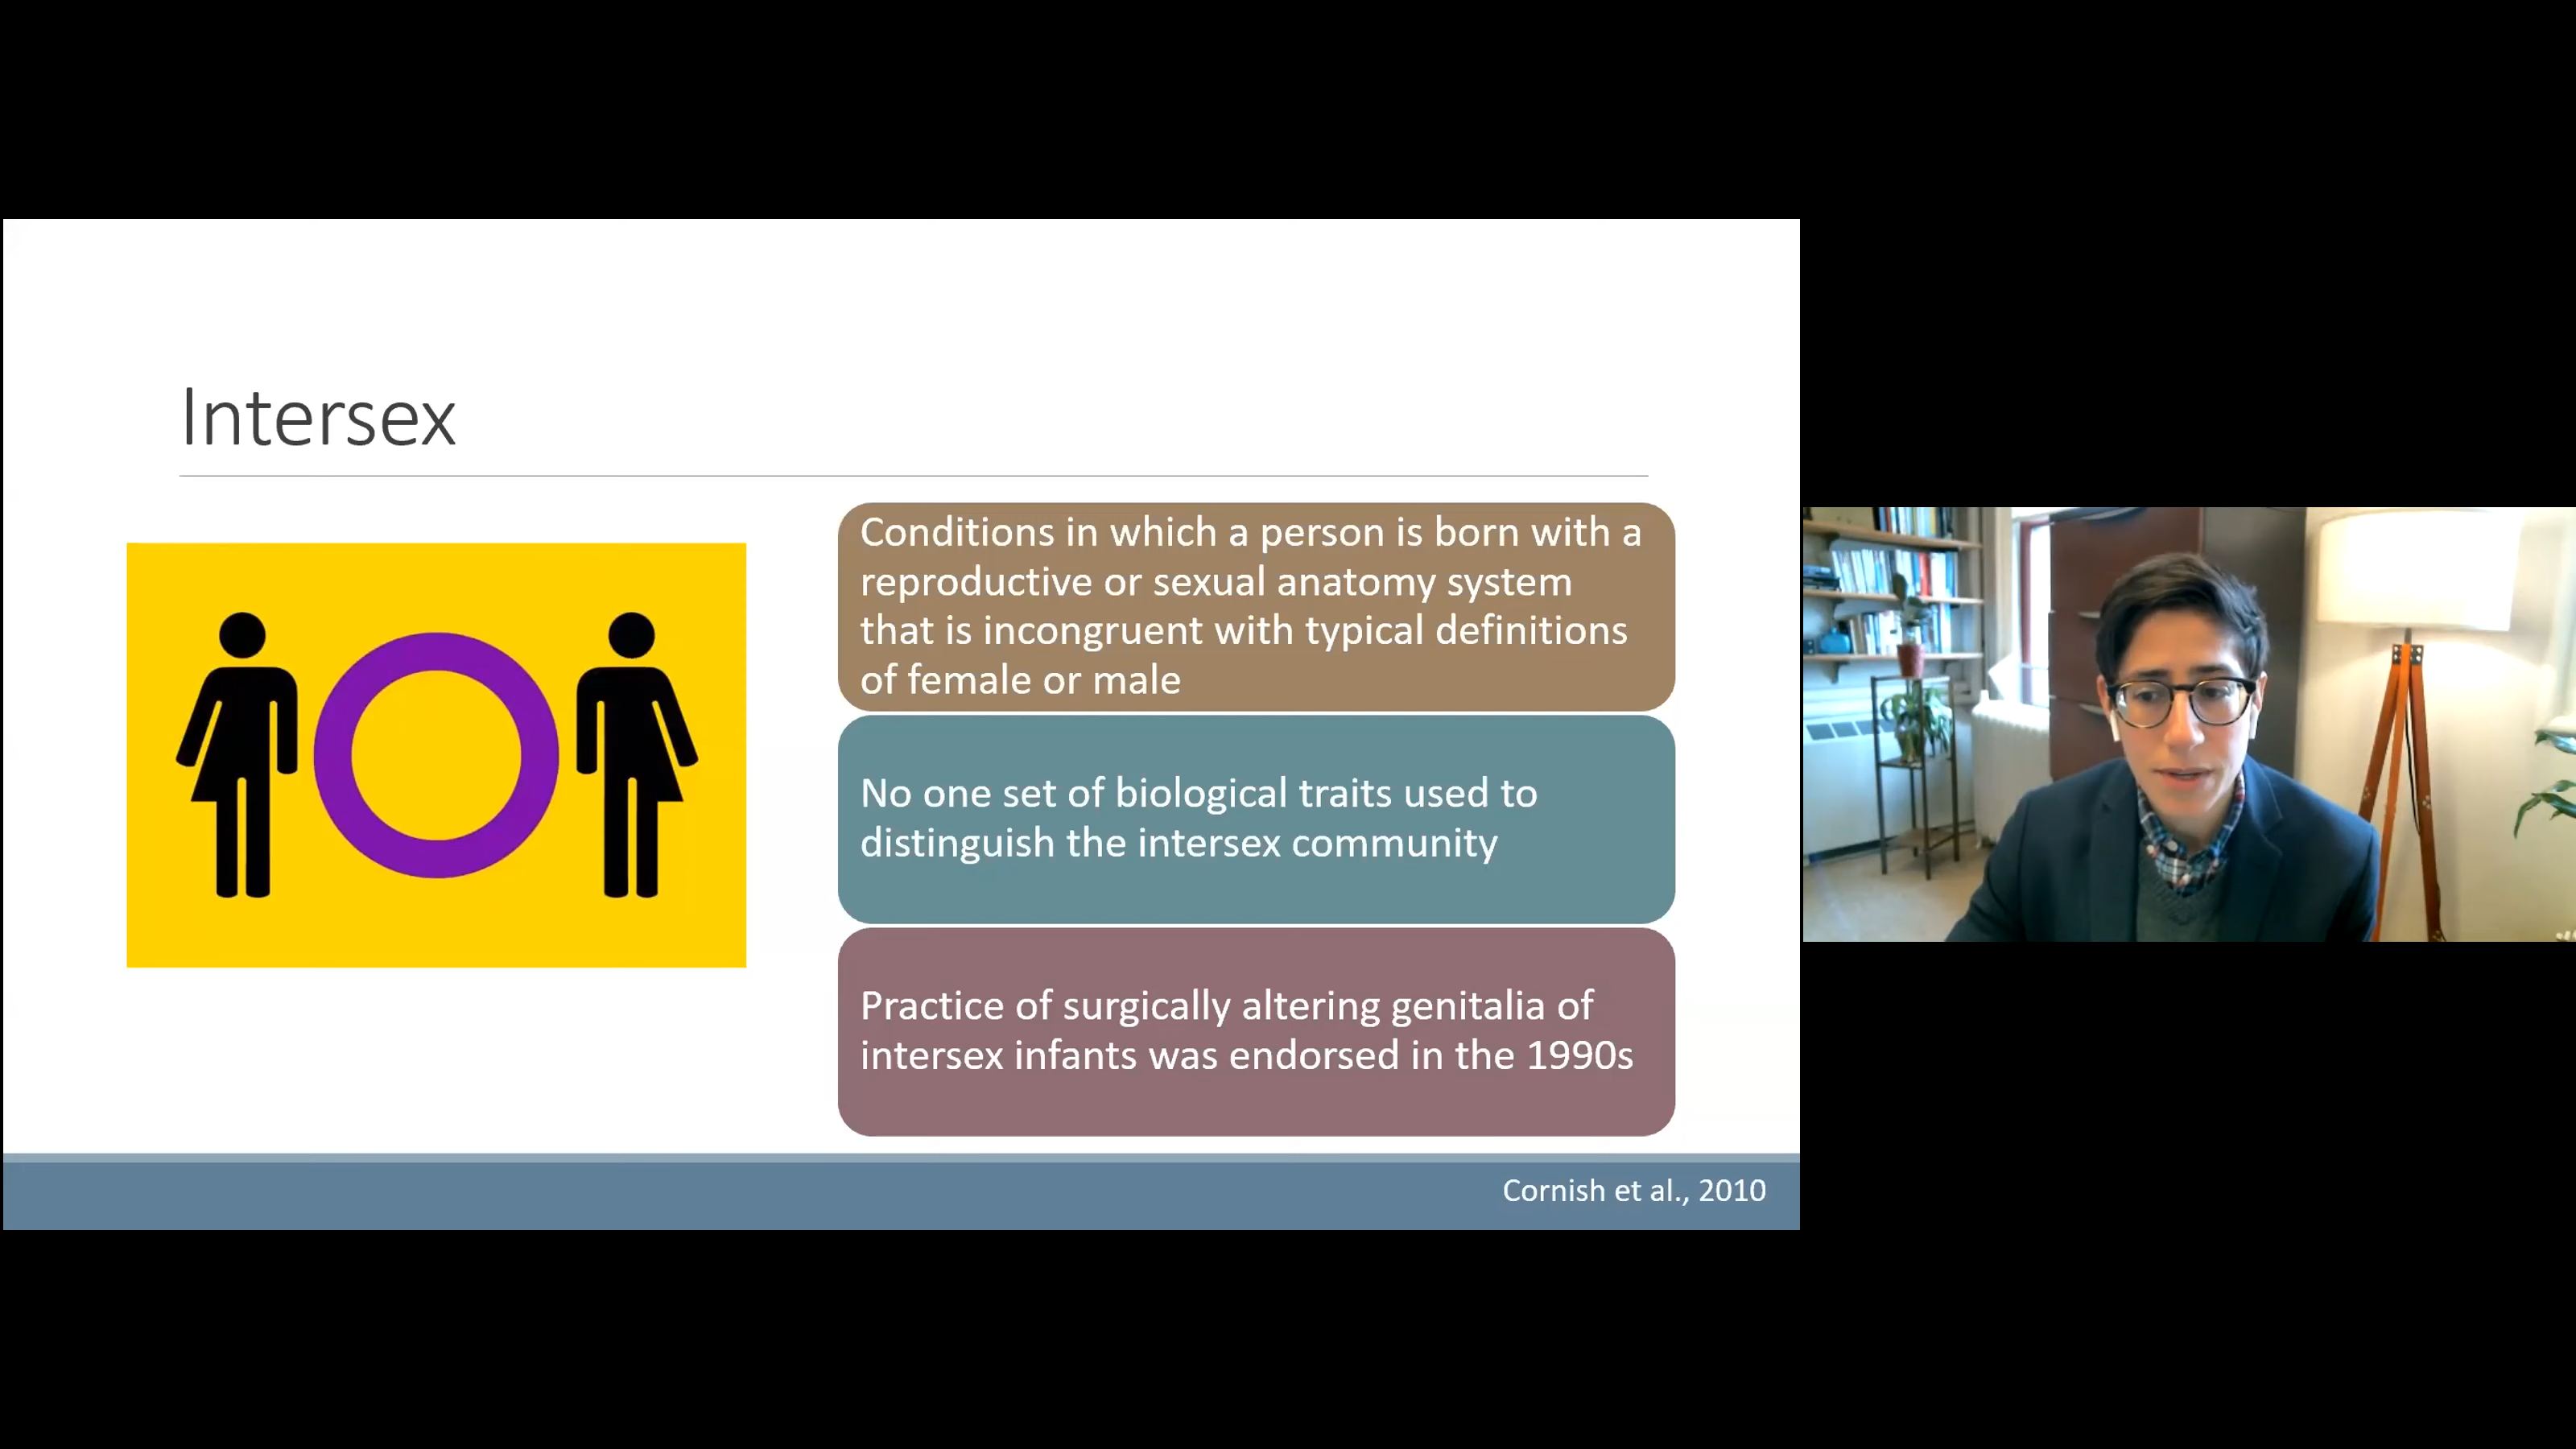 Intersex
Conditions in which a person is born with a
reproductive or sexual anatomy system
that is incongruent with typical definitions
of female or male
No one set of biological traits used to
distinguish the intersex community
Practice of surgically altering genitalia of
intersex infants was endorsed in the 1990s
Cornish et al., 2010